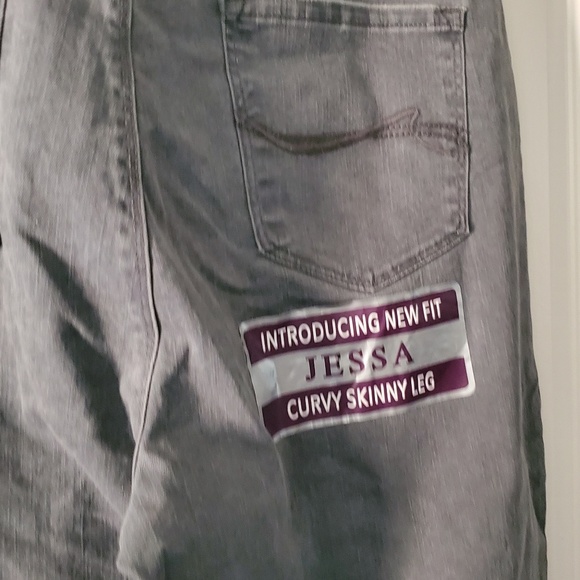 INTRODUCING NEW FIT
JESSA
CURVY SKINNY LEG